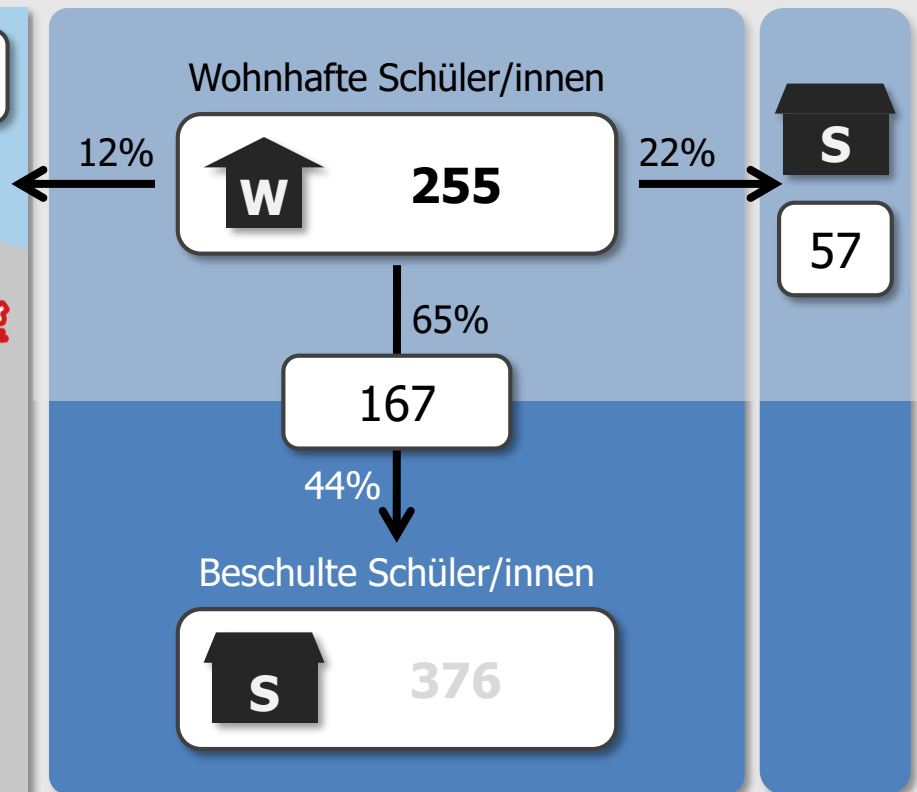 Wohnhafte Schüler/innen
12%
W
255
22%
S
57
65%
167
44%
Beschulte Schüler/innen
S
376